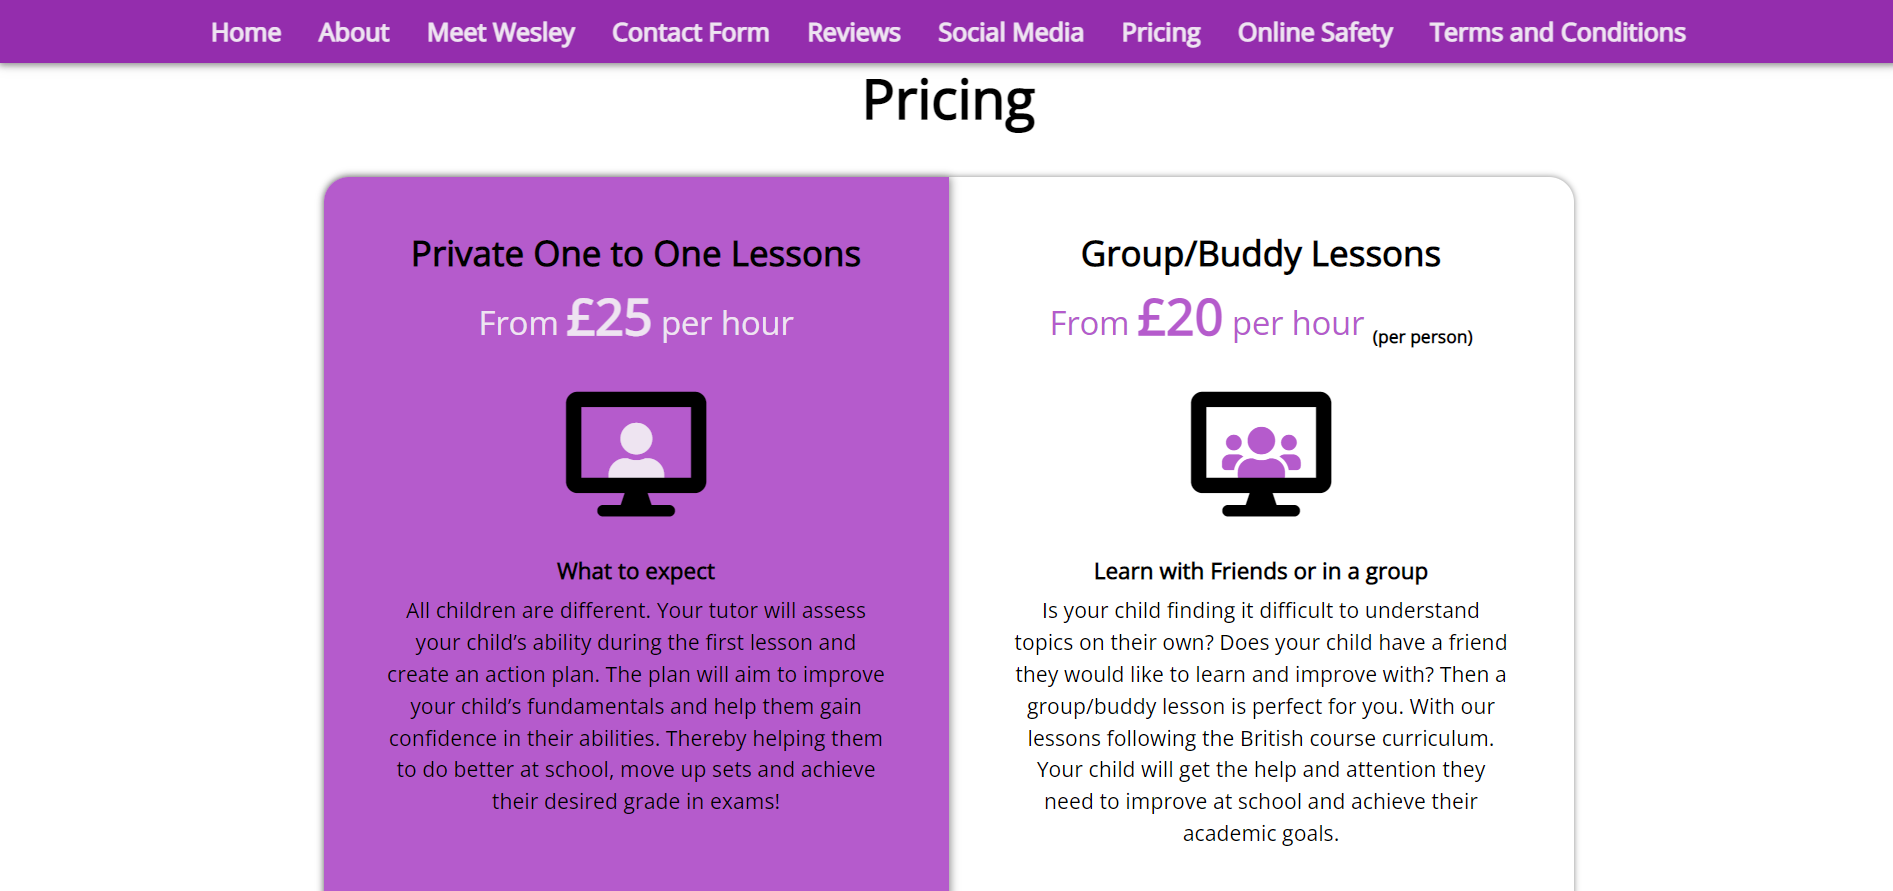 Home About Meet Wesley Contact Form Reviews Social Media Pricing Online Safety Terms and Conditions
Pricing
Private One to One Lessons
From £25 per hour
What to expect
All children are different. Your tutor will assess
your child’s ability during the first lesson and
create an action plan. The plan will aim to improve
your child’s fundamentals and help them gain
confidence in their abilities. Thereby helping them
to do better at school, move up sets and achieve
their desired grade in exams!
Group/Buddy Lessons
From £20 per hour (per person)
Learn with Friends or in a group
Is your child finding it difficult to understand
topics on their own? Does your child have a friend
they would like to learn and improve with? Then a
group/buddy lesson is perfect for you. With our
lessons following the British course curriculum.
Your child will get the help and attention they
need to improve at school and achieve their
academic goals.